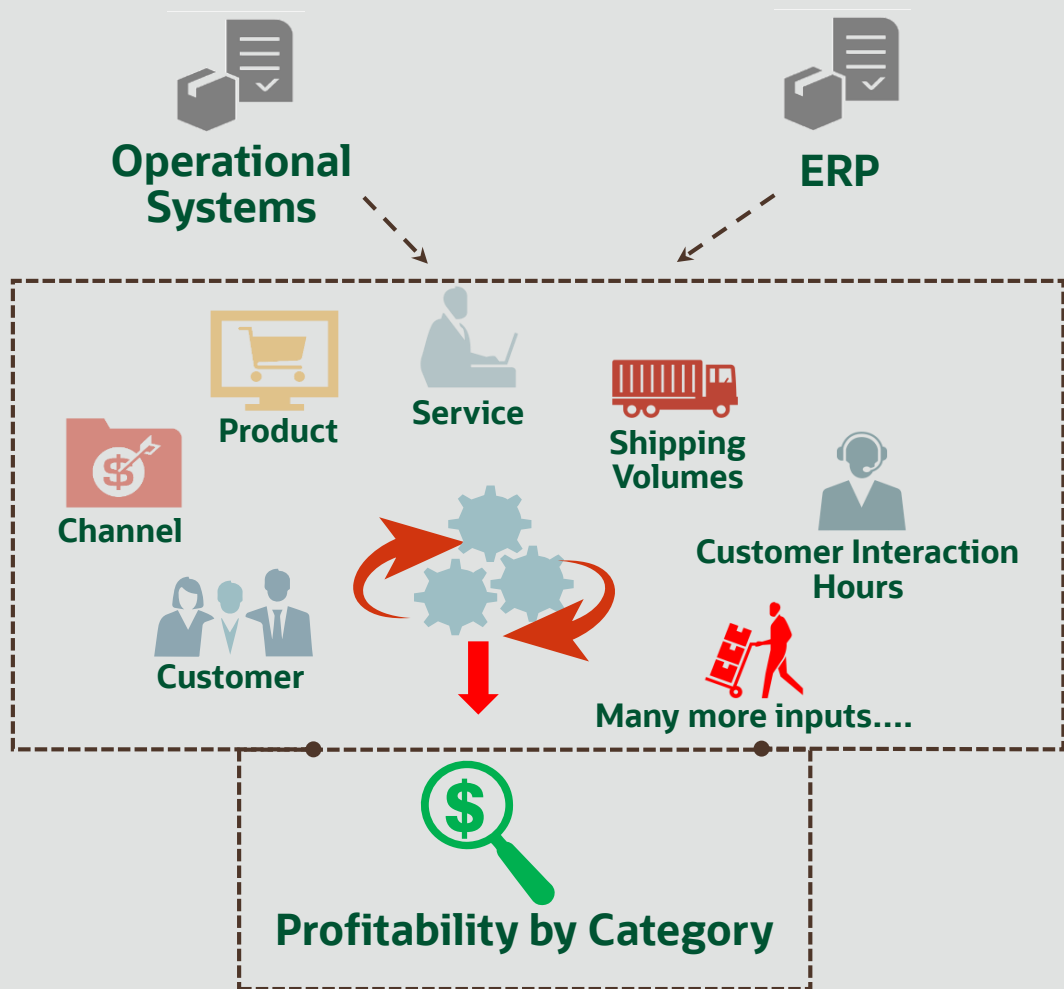 Operational
Systems
ERP
Product
Service
Shipping
Volumes
Channel
Customer Interaction
Hours
Customer
Many more inputs....
Profitability by Category